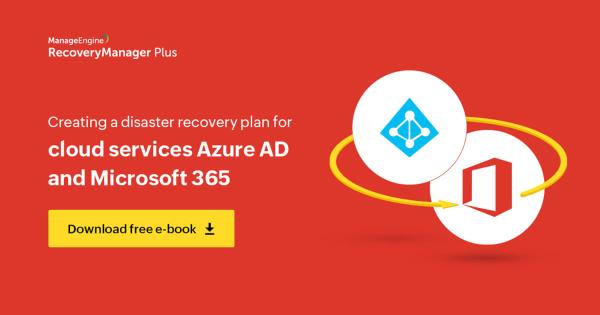 ManageEngine
RecoveryManager Plus
Creating a disaster recovery plan for
cloud services Azure AD
and Microsoft 365
Download free e-book